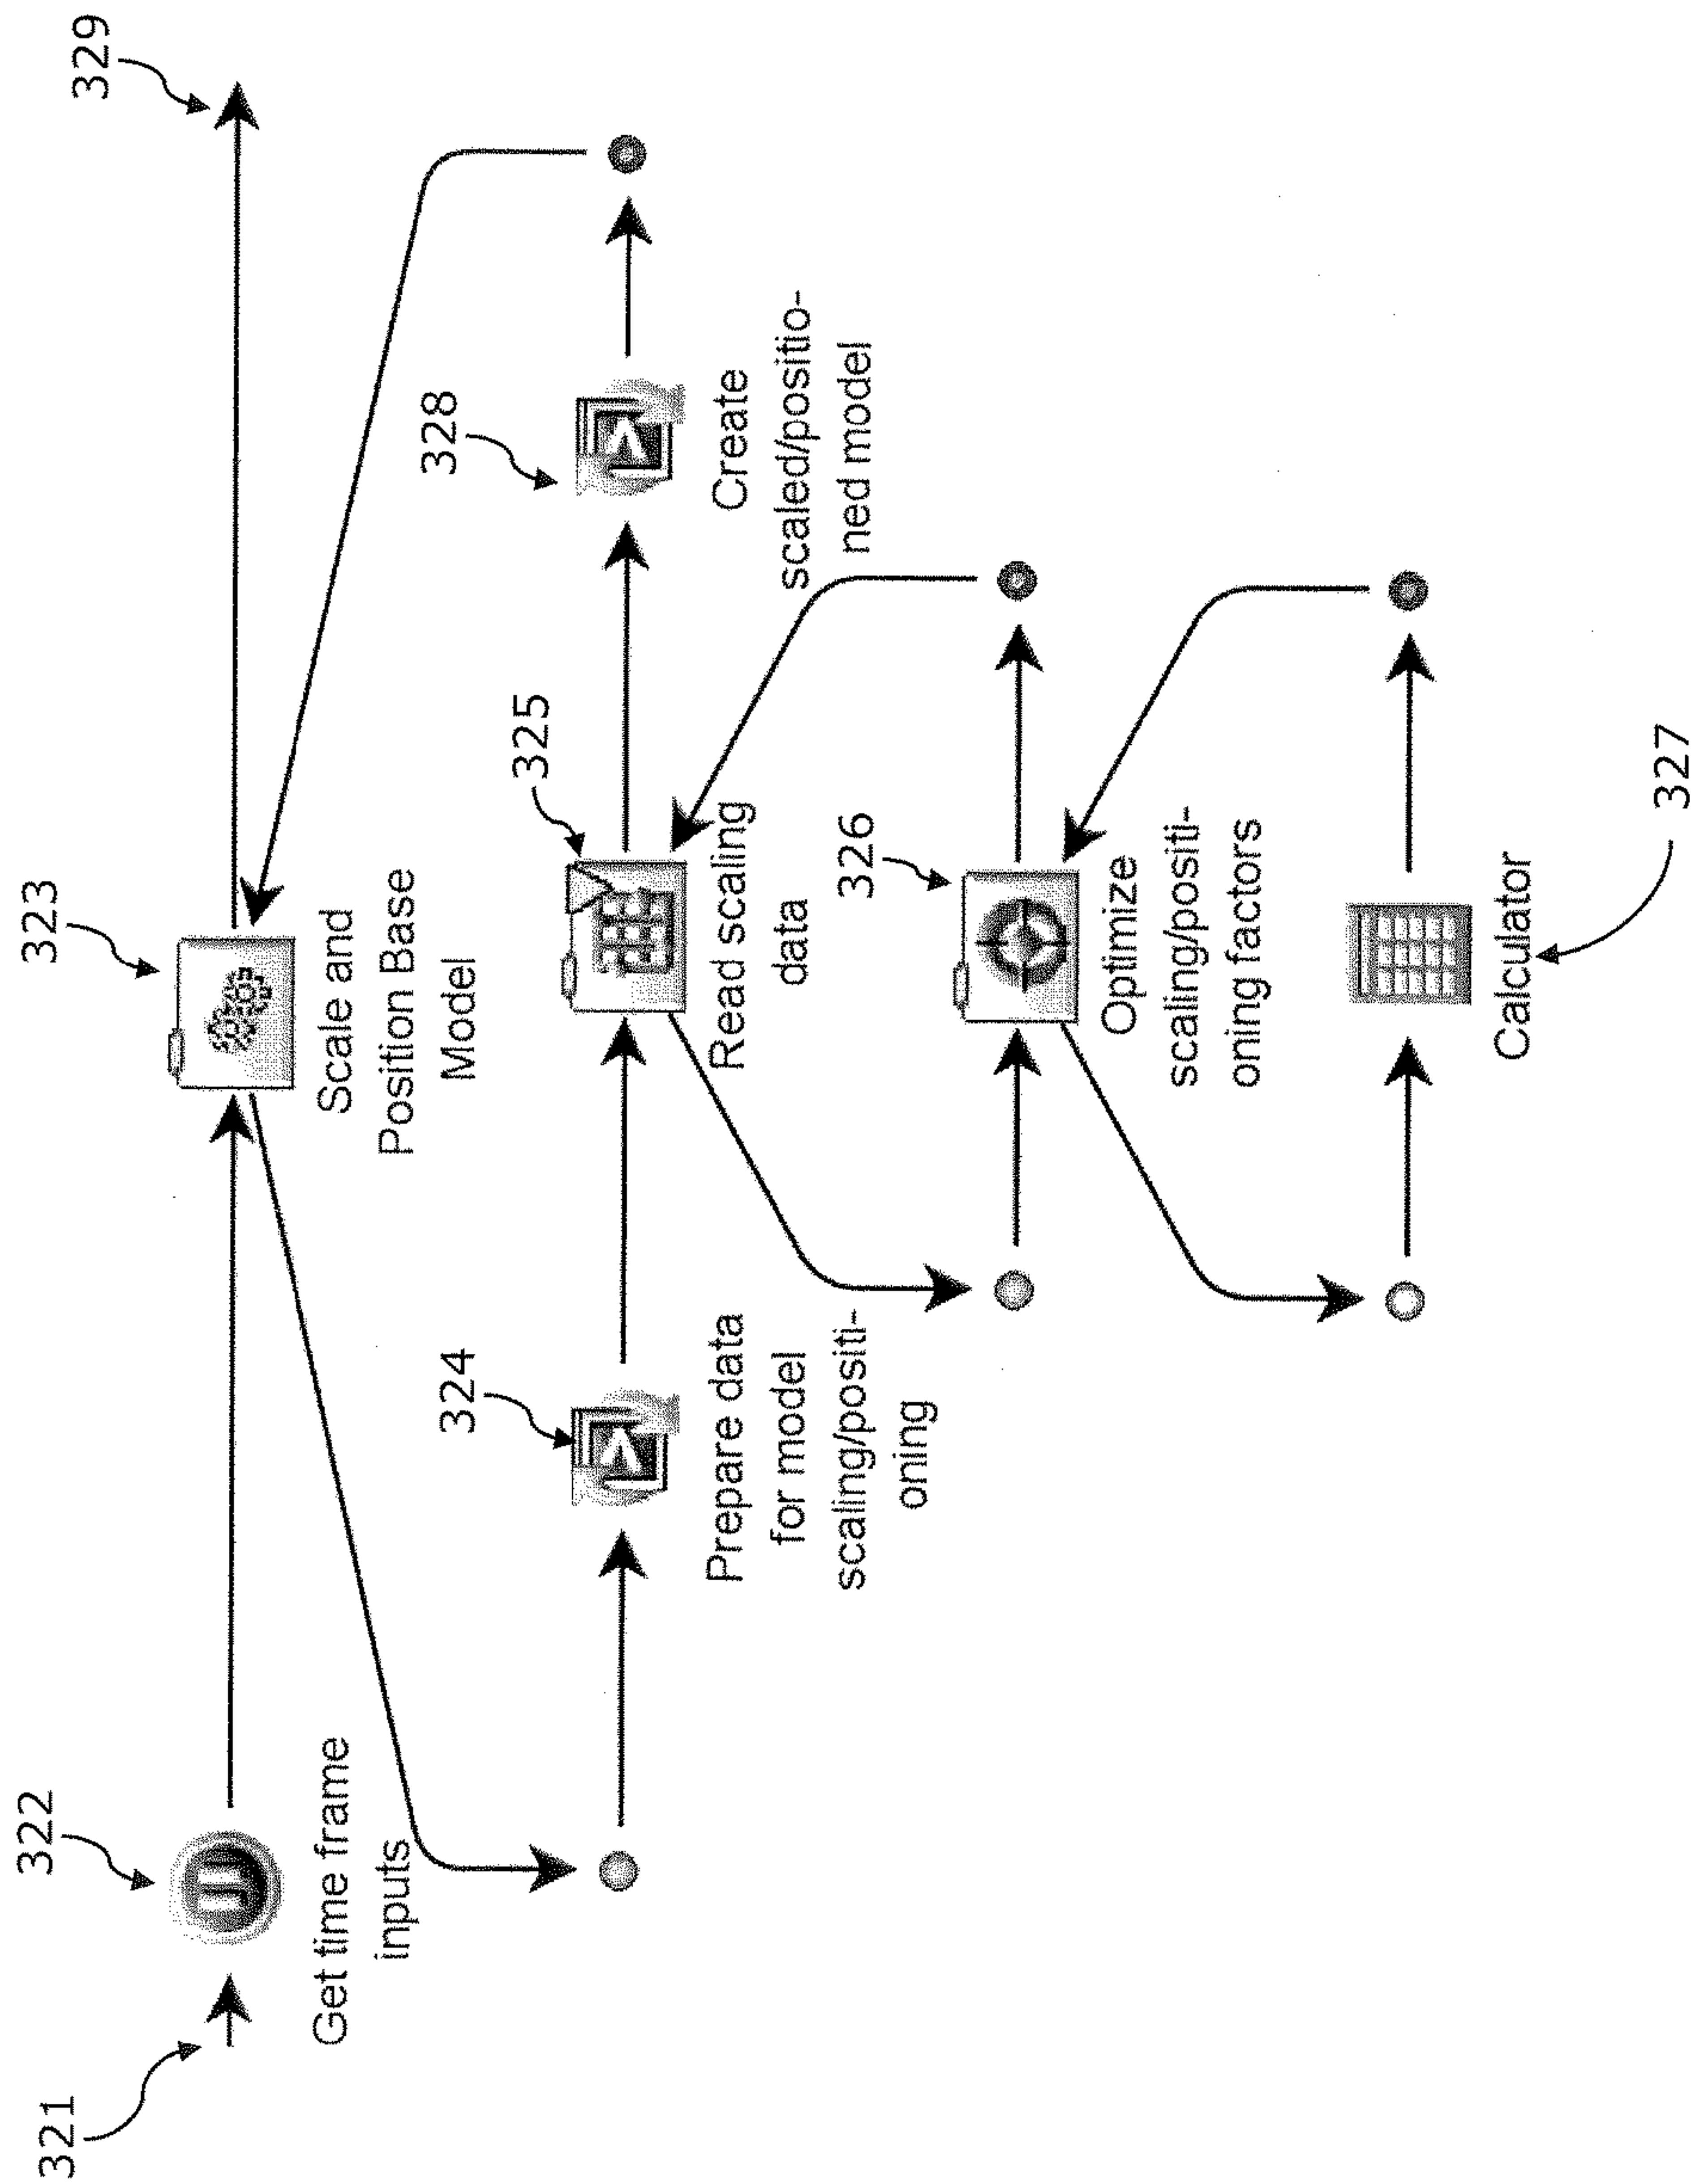 321
322
Get time frame
inputs
323
Scale and
Position Base
Model
329
324
Prepare data
for model
scaling/positi-
oning
325
Read scaling
data
328
Create
scaled/positio-
ned model
326
Optimize
scaling/positi-
oning factors
Calculator
327